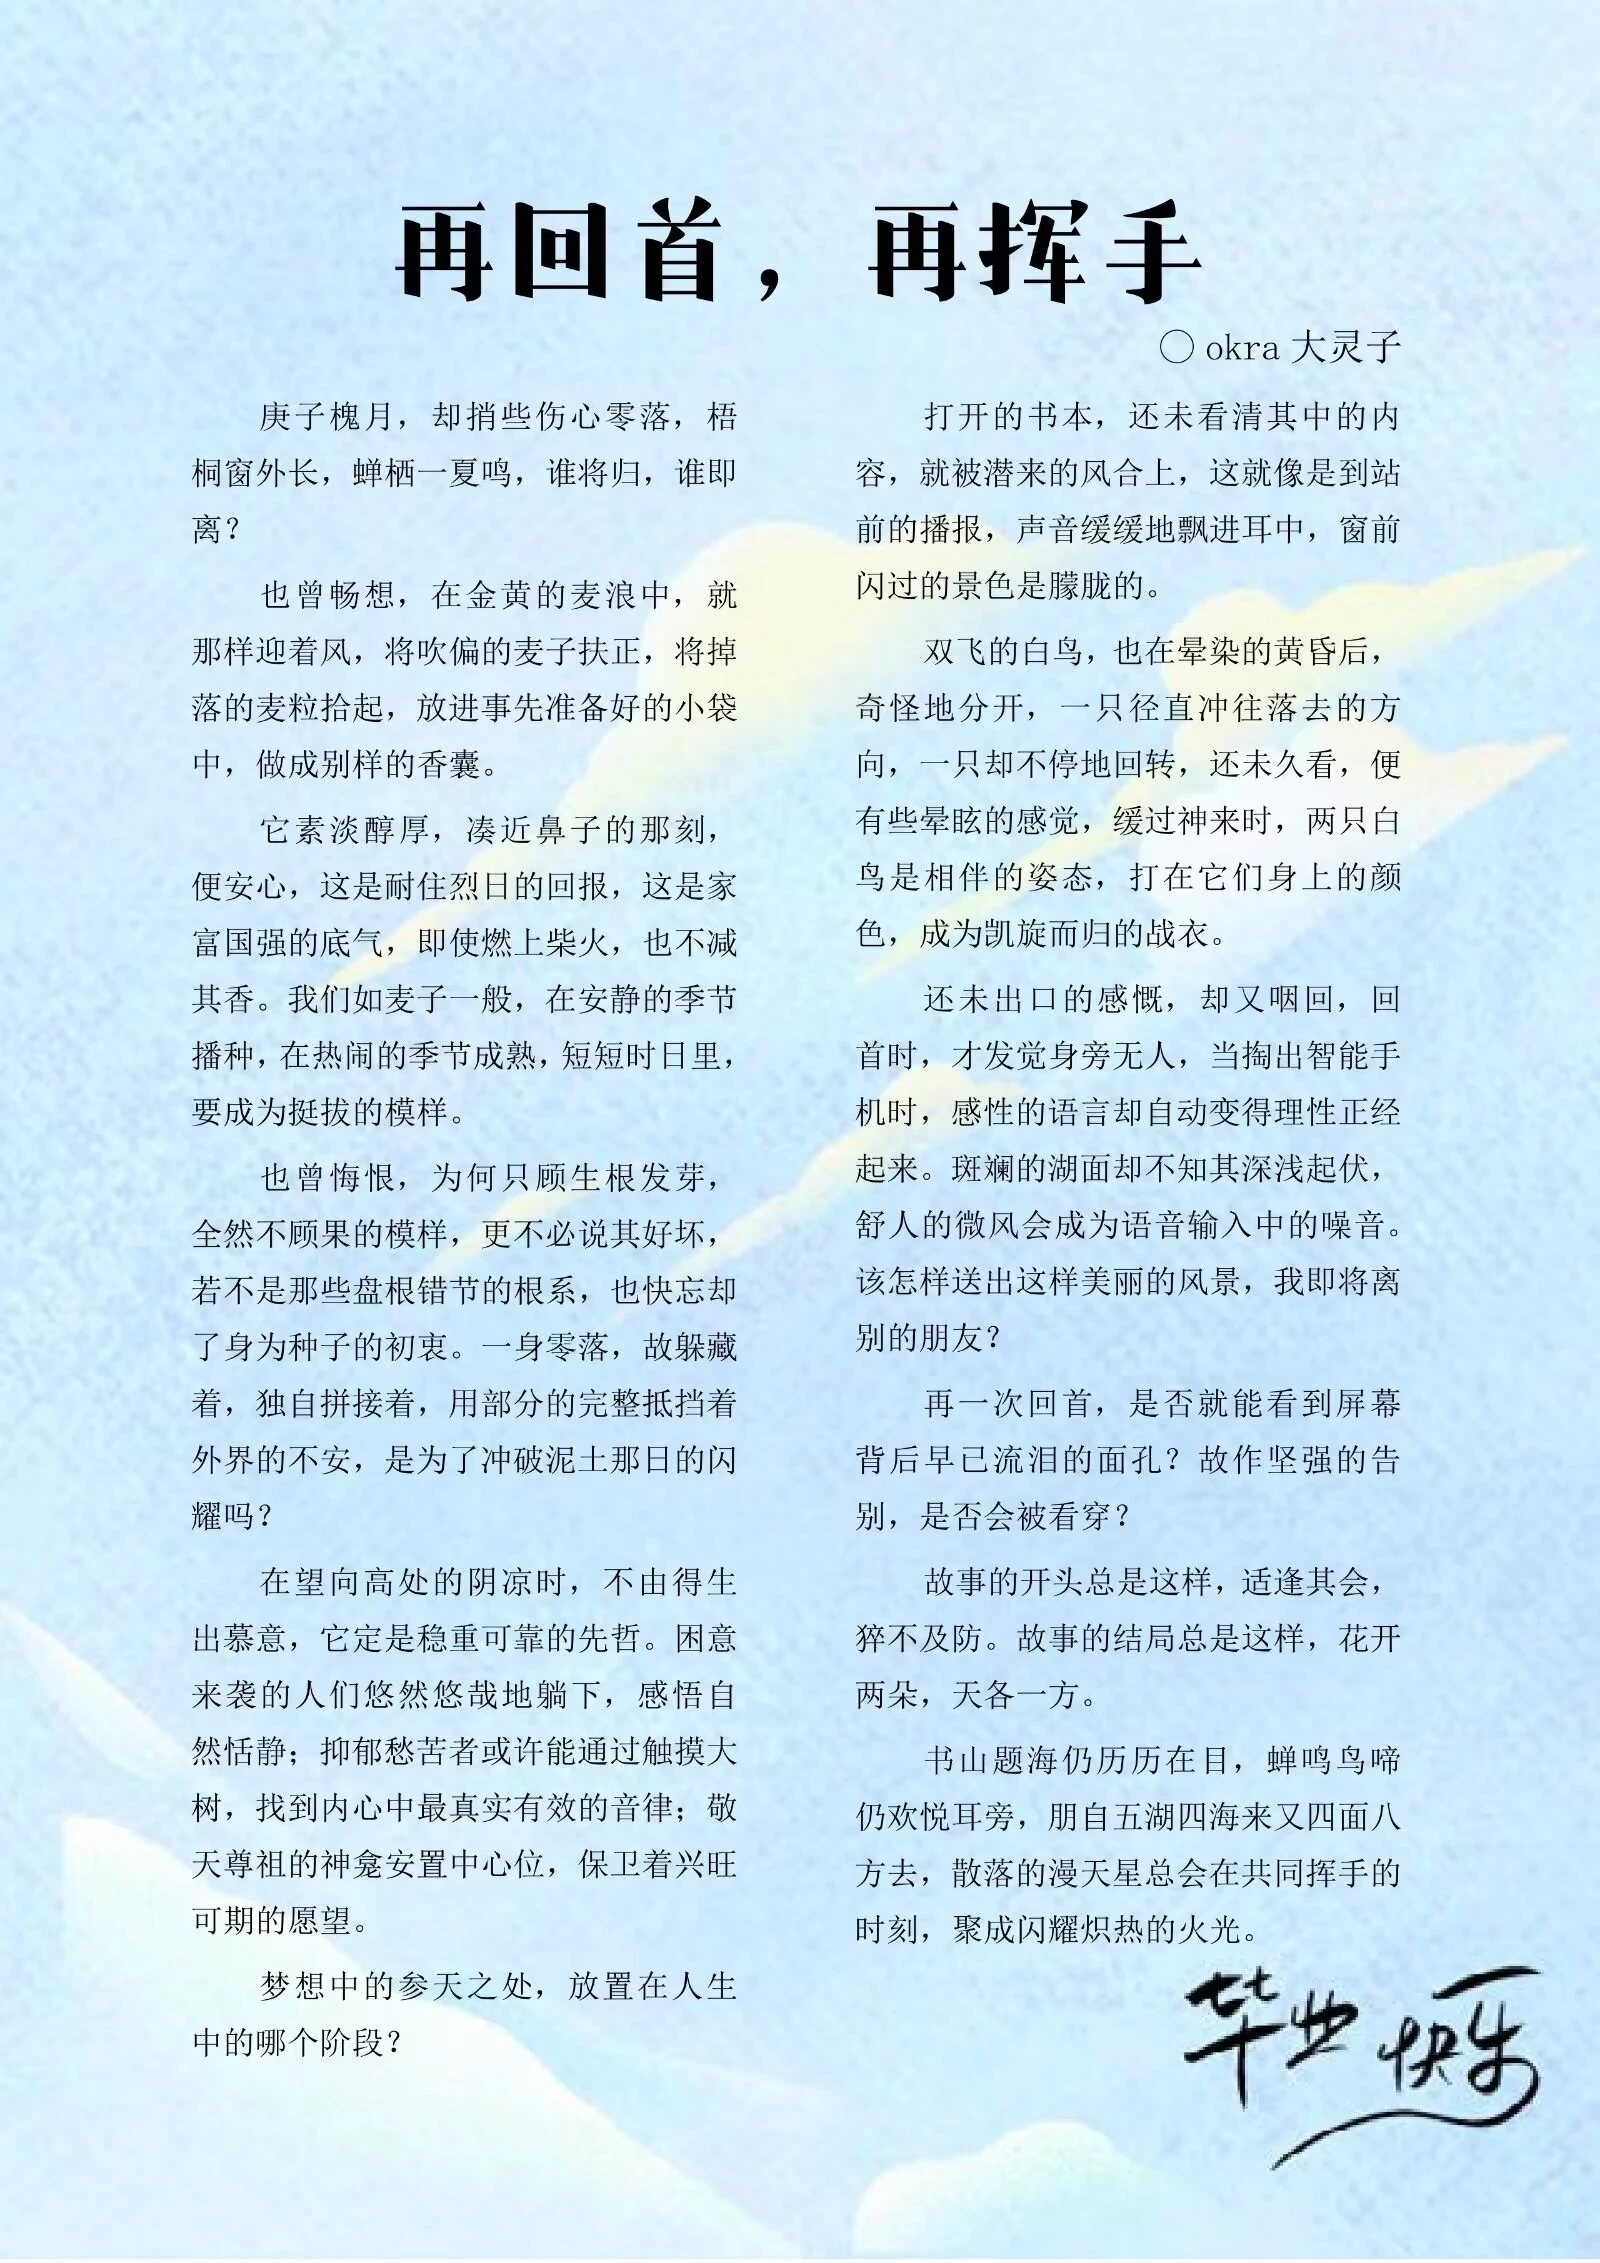 再回首，再挥手
〇 okra 大灵子
庚子槐月，却捎些伤心零落，梧
桐窗外长，蝉栖一夏鸣，谁将归，谁即
离？
也曾畅想，在金黄的麦浪中，就
那样迎着风，将吹偏的麦子扶正，将掉
落的麦粒拾起，放进事先准备好的小袋
中，做成别样的香囊。
它素淡醇厚，凑近鼻子的那刻，
便安心，这是耐住烈日的回报，这是家
富国强的底气，即使燃上柴火，也不减
其香。我们如麦子一般，在安静的季节
播种，在热闹的季节成熟，短短时日里，
要成为挺拔的模样。
也曾悔恨，为何只顾生根发芽，
全然不顾果的模样，更不必说其好坏，
若不是那些盘根错节的根系，也快忘却
了身为种子的初衷。一身零落，故躲藏
着，独自拼接着，用部分的完整抵挡着
外界的不安，是为了冲破泥土那日的闪
耀吗？
在望向高处的阴凉时，不由得生
出慕意，它定是稳重可靠的先哲。困意
来袭的人们悠然悠哉地躺下，感悟自
然恬静；抑郁愁苦者或许能通过触摸大
树，找到内心中最真实有效的音律；敬
天尊祖的神龛安置中心位，保卫着兴旺
可期的愿望。
梦想中的参天之处，放置在人生
中的哪个阶段？
打开的书本，还未看清其中的内
容，就被潜来的风合上，这就像是到站
前的播报，声音缓缓地飘进耳中，窗前
闪过的景色是朦胧的。
双飞的白鸟，也在晕染的黄昏后，
奇怪地分开，一只径直冲往落去的方
向，一只却不停地回转，还未久看，便
有些晕眩的感觉，缓过神来时，两只白
鸟是相伴的姿态，打在它们身上的颜
色，成为凯旋而归的战衣。
还未出口的感慨，却又咽回，回
首时，才发觉身旁无人，当掏出智能手
机时，感性的语言却自动变得理性正经
起来。斑斓的湖面却不知其深浅起伏，
舒人的微风会成为语音输入中的噪音。
该怎样送出这样美丽的风景，我即将离
别的朋友？
再一次回首，是否就能看到屏幕
背后早已流泪的面孔？故作坚强的告
别，是否会被看穿？
故事的开头总是这样，适逢其会，
猝不及防。故事的结局总是这样，花开
两朵，天各一方。
书山题海仍历历在目，蝉鸣鸟啼
仍欢悦耳旁，朋自五湖四海来又四面八
方去，散落的漫天星总会在共同挥手的
时刻，聚成闪耀炽热的火光。
毕业快乐